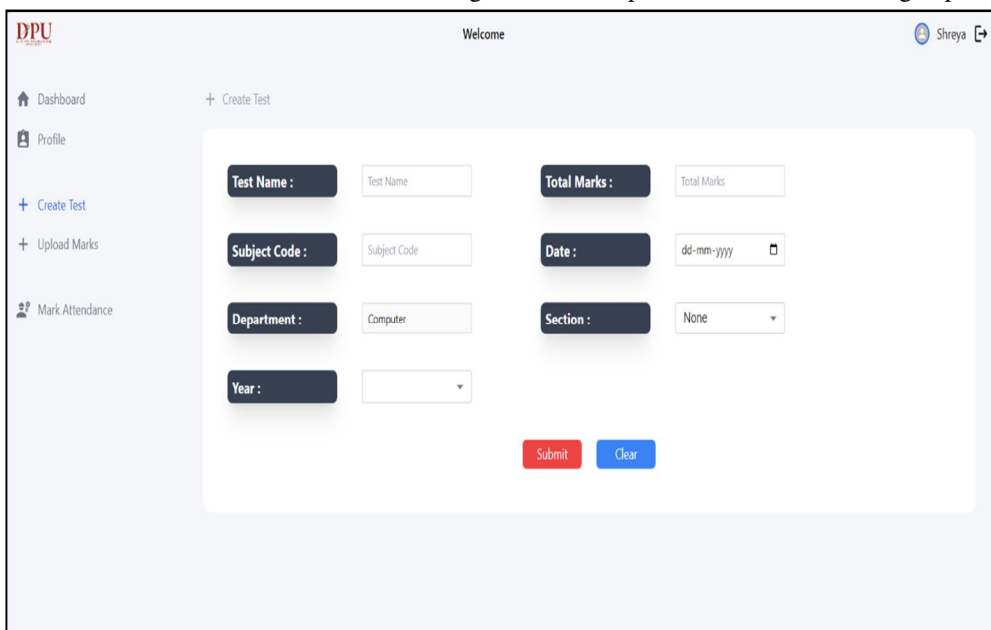 DPU
Welcome
Shreya
Dashboard
Profile
+ Create Test
+ Upload Marks
Mark Attendance
+ Create Test
Test Name :
Test Name
Total Marks :
Total Marks
Subject Code :
Subject Code
Date :
dd-mm-yyyy
Department :
Computer
Section :
None
Year :
Submit
Clear